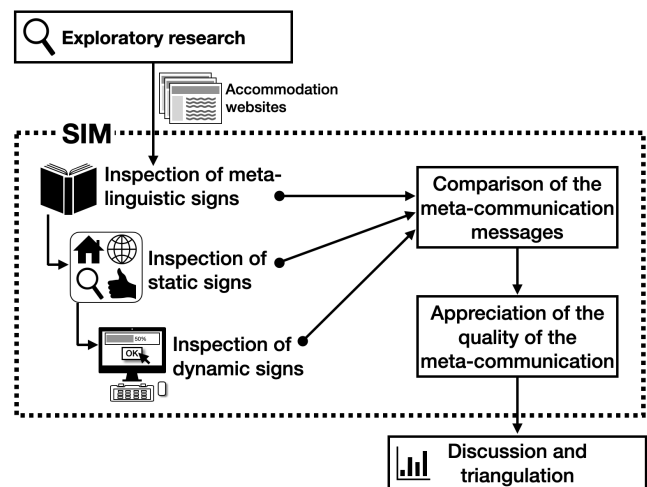 Exploratory research
Accommodation
websites
SIM
Inspection of meta-
linguistic signs
Inspection of
static signs
50%
OK
Inspection of
dynamic signs
Comparison of the
meta-communication
messages
Appreciation of the
quality of the
meta-communication
Discussion and
triangulation